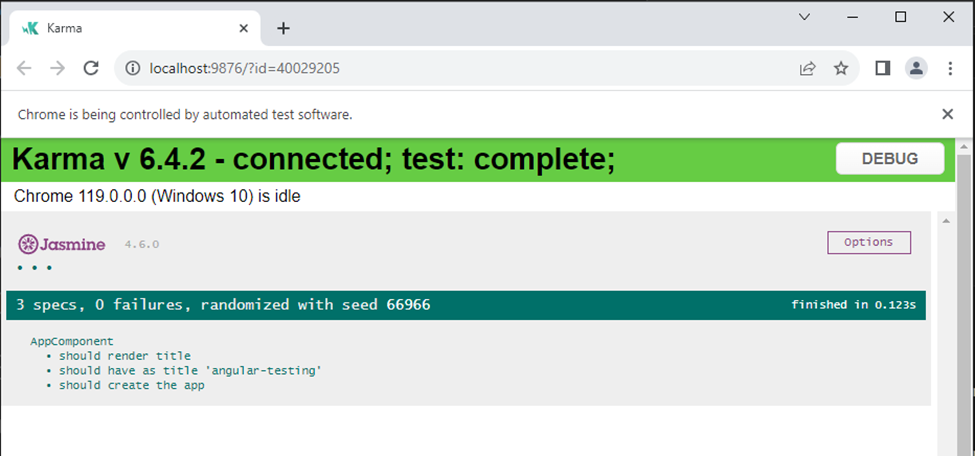 Karma
localhost:9876/?id=40029205
Chrome is being controlled by automated test software.
Karma v 6.4.2 - connected; test: complete;
DEBUG
Chrome 119.0.0.0 (Windows 10) is idle
Jasmine 4.6.0
Options
• • •
3 specs, 0 failures, randomized with seed 66966
finished in 0.123s
AppComponent
• should render title
• should have as title 'angular-testing'
• should create the app